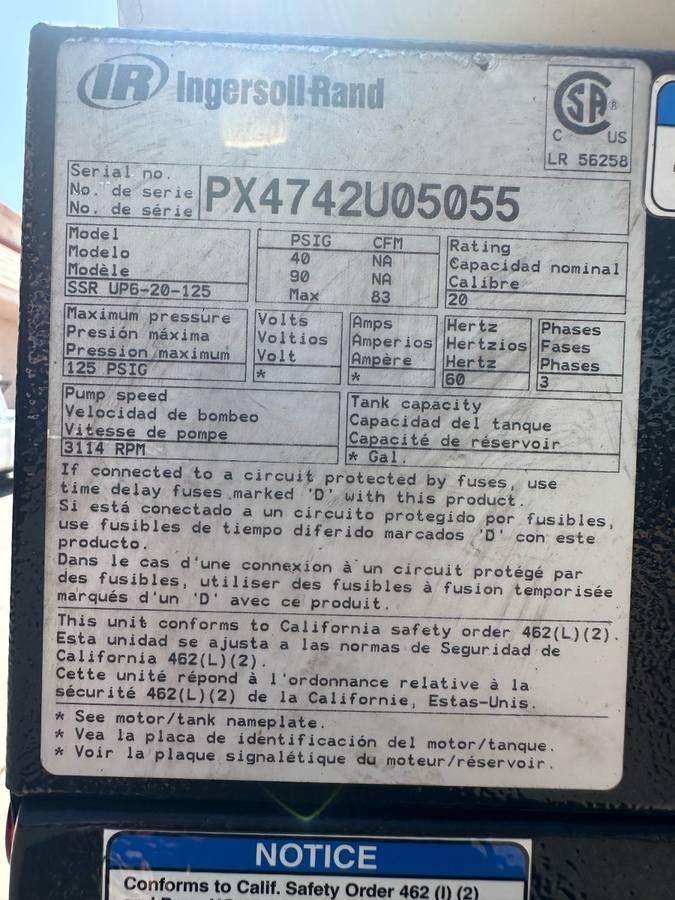 IR Ingersoll-Rand
CSA ®
C US
LR 56258
Serial no.
No. de serie
No. de série
PX4742U05055
Model
Modelo
Modèle
SSR UP6-20-125
PSIG CFM
40 NA
90 NA
Max 83
Rating
Capacidad nominal
Calibre
20
Maximum pressure
Presión máxima
Pression maximum
125 PSIG
Volts
Voltios
Volt
*
Amps
Amperios
Ampère
*
Hertz
Hertzios
Hertz
60
Phases
Fases
Phases
3
Pump speed
Velocidad de bombeo
Vitesse de pompe
3114 RPM
Tank capacity
Capacidad del tanque
Capacité de réservoir
* Gal.
If connected to a circuit protected by fuses, use
time delay fuses marked 'D' with this product.
Si está conectado a un circuito protegido por fusibles,
use fusibles de tiempo diferido marcados 'D' con este
producto.
Dans le cas d'une connexion à un circuit protégé par
des fusibles, utiliser des fusibles à fusion temporisée
marqués d'un 'D' avec ce produit.
This unit conforms to California safety order 462(L)(2).
Esta unidad se ajusta a las normas de Seguridad de
California 462(L)(2).
Cette unité répond à l'ordonnance relative à la
sécurité 462(L)(2) de la Californie, Estas-Unis.
* See motor/tank nameplate.
* Vea la placa de identificación del motor/tanque.
* Voir la plaque signalétique du moteur/réservoir.
NOTICE
Conforms to Calif. Safety Order 462 (l) (2)